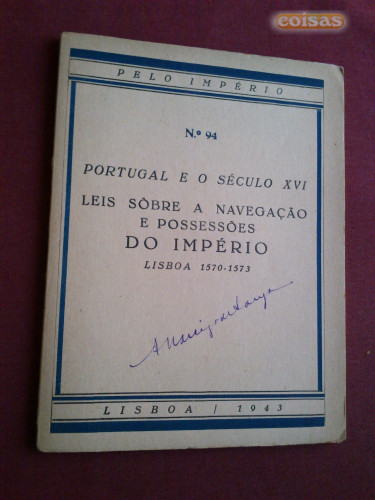 coisas
PELO IMPÉRIO
N.º 94
PORTUGAL E O SÉCULO XVI
LEIS SÔBRE A NAVEGAÇÃO
E POSSESSÕES
DO IMPÉRIO
LISBOA 1570-1573
LISBOA / 1943